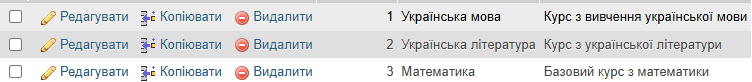 Редагувати Копіювати Видалити 1 Українська мова Курс з вивчення української мови
Редагувати Копіювати Видалити 2 Українська література Курс з української літератури
Редагувати Копіювати Видалити 3 Математика Базовий курс з математики